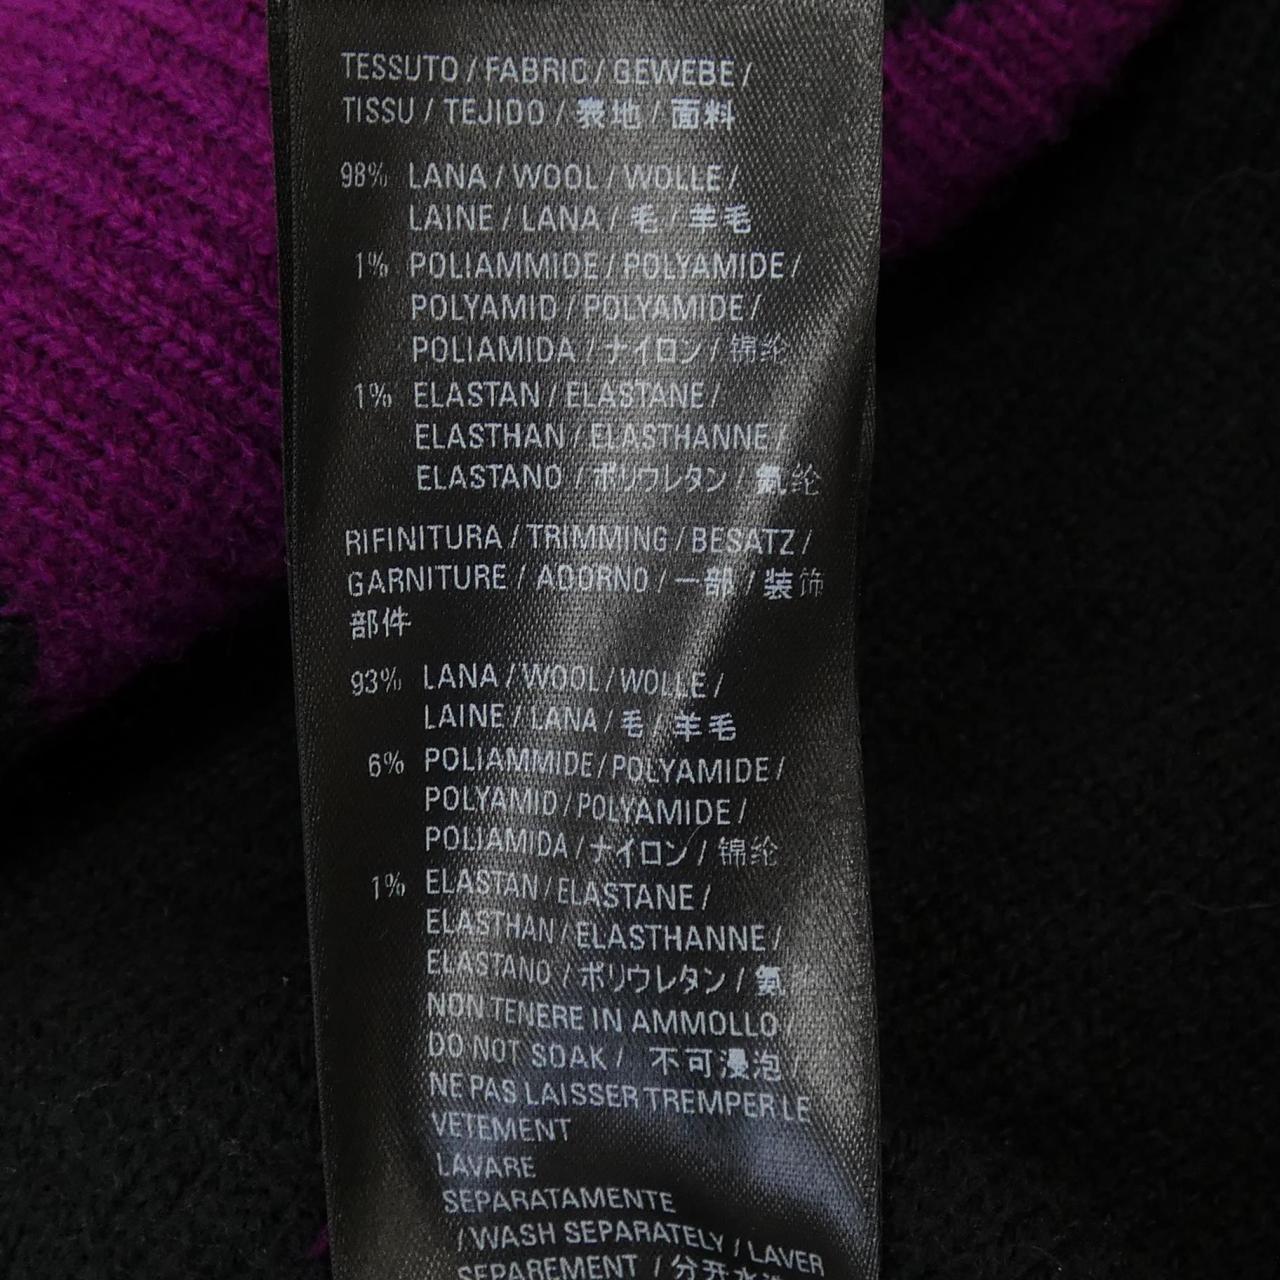 TESSUTO / FABRIC / GEWEBE /
TISSU / TEJIDO / 表地 / 面料
98% LANA / WOOL / WOLLE /
LAINE / LANA / 毛 / 羊毛
1% POLIAMMIDE / POLYAMIDE /
POLYAMID / POLYAMIDE /
POLIAMIDA / ナイロン / 锦纶
1% ELASTAN / ELASTANE /
ELASTHAN / ELASTHANNE /
ELASTANO / ポリウレタン / 氨纶
RIFINITURA / TRIMMING / BESATZ /
GARNITURE / ADORNO / 一部 / 装饰
部件
93% LANA / WOOL / WOLLE /
LAINE / LANA / 毛 / 羊毛
6% POLIAMMIDE / POLYAMIDE /
POLYAMID / POLYAMIDE /
POLIAMIDA / ナイロン / 锦纶
1% ELASTAN / ELASTANE /
ELASTHAN / ELASTHANNE /
ELASTANO / ポリウレタン / 氨
NON TENERE IN AMMOLLO /
DO NOT SOAK / 不可浸泡
NE PAS LAISSER TREMPER LE
VETEMENT
LAVARE
SEPARATAMENTE
/ WASH SEPARATELY / LAVER
SEPAREMENT / 分开水洗